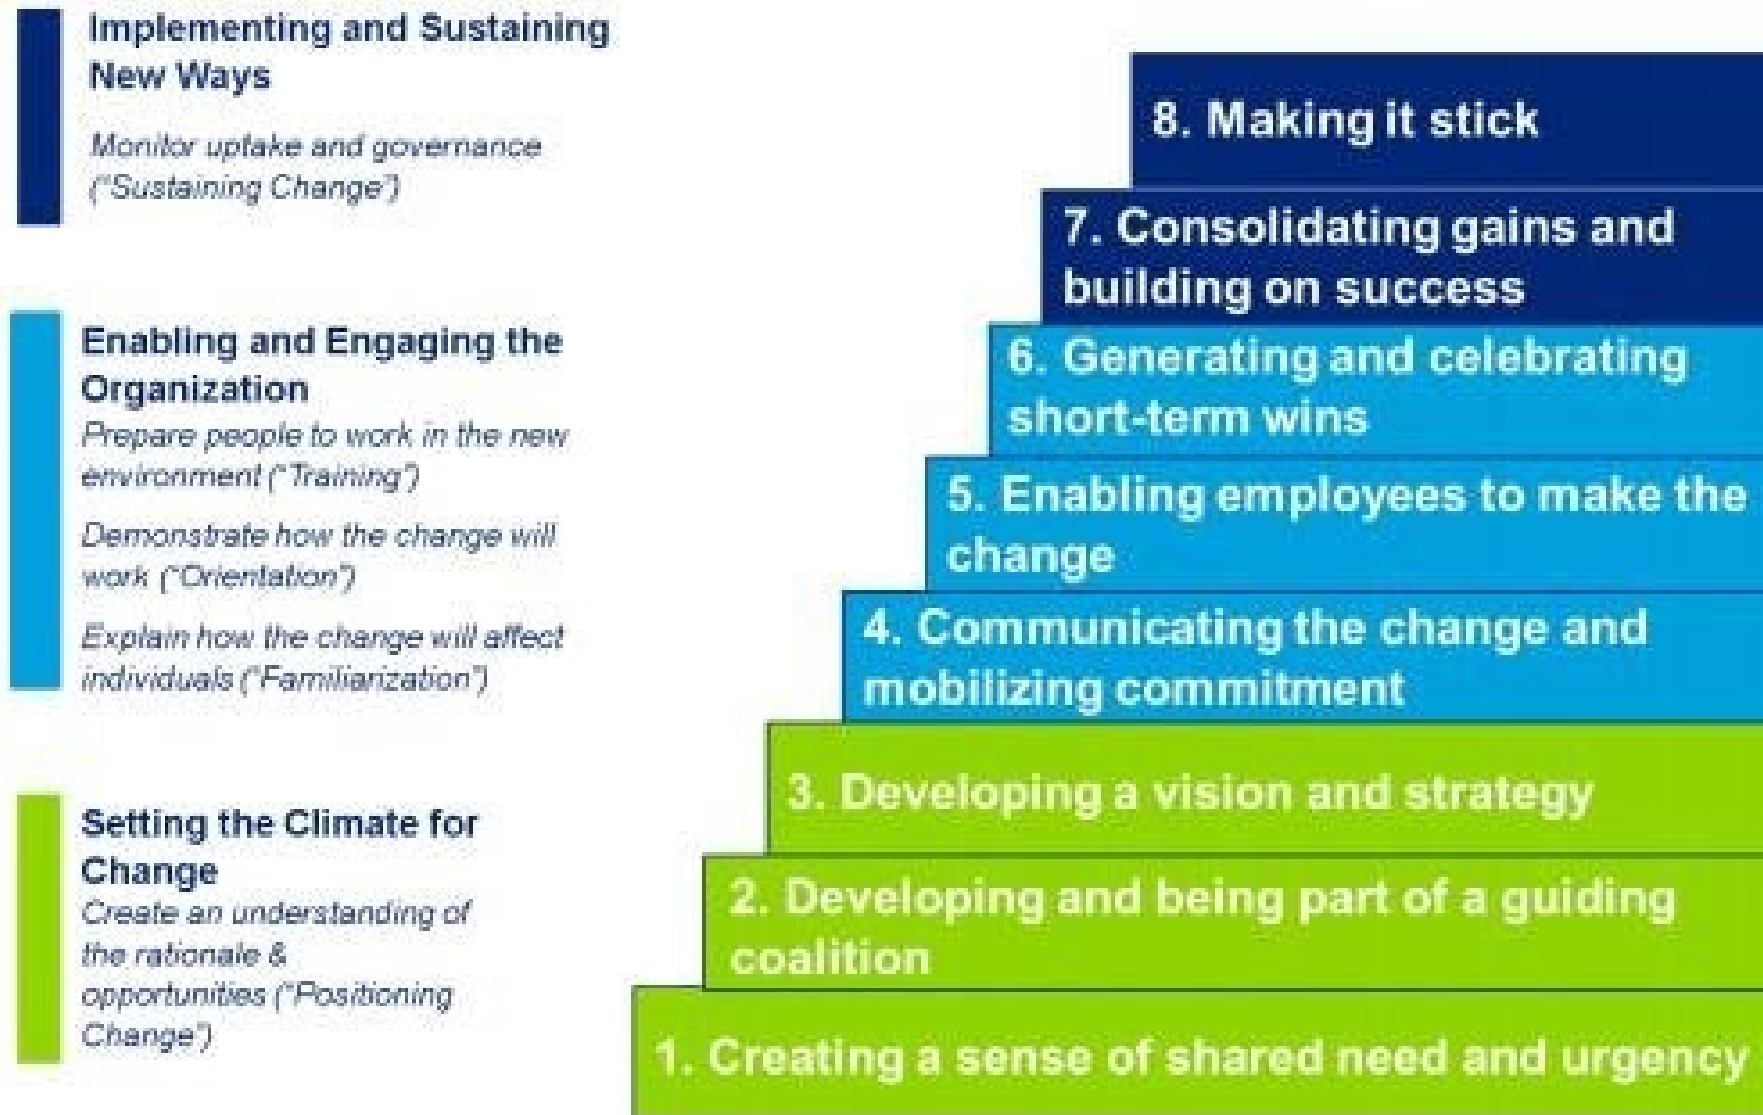 Implementing and Sustaining
New Ways
Monitor uptake and governance
("Sustaining Change")
Enabling and Engaging the
Organization
Prepare people to work in the new
environment ("Training")
Demonstrate how the change will
work ("Orientation")
Explain how the change will affect
individuals ("Familiarization")
Setting the Climate for
Change
Create an understanding of
the rationale &
opportunities ("Positioning
Change")
8. Making it stick
7. Consolidating gains and
building on success
6. Generating and celebrating
short-term wins
5. Enabling employees to make the
change
4. Communicating the change and
mobilizing commitment
3. Developing a vision and strategy
2. Developing and being part of a guiding
coalition
1. Creating a sense of shared need and urgency